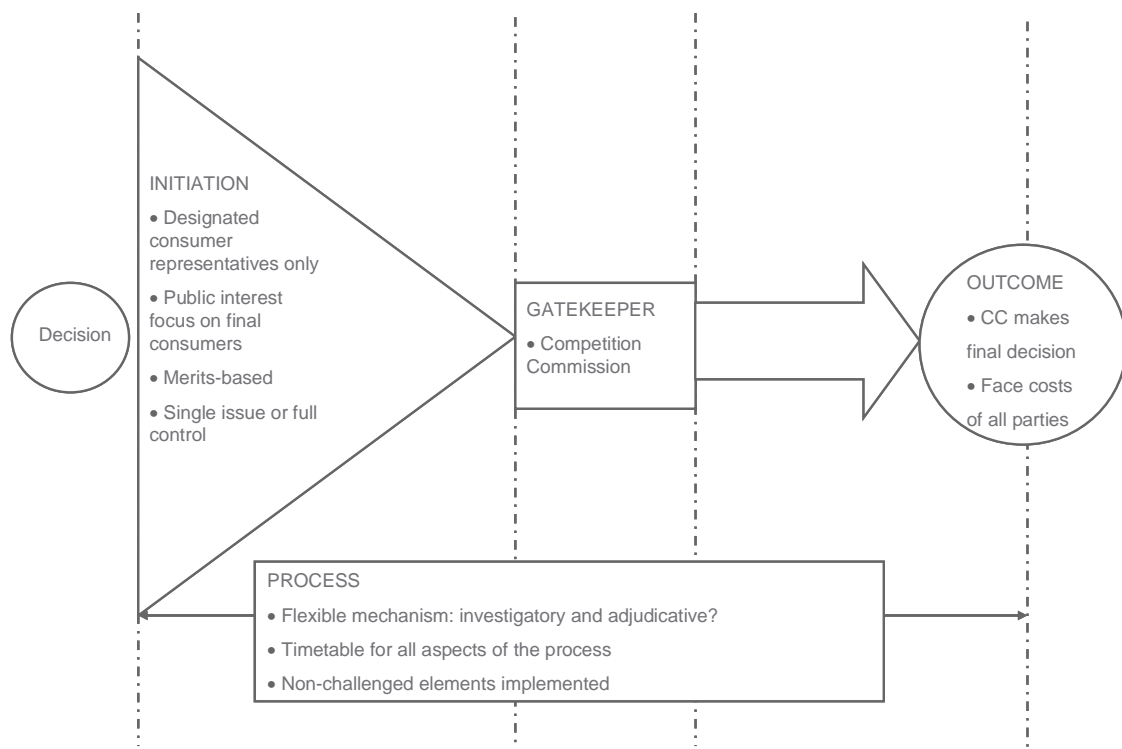 Decision
INITIATION
• Designated
consumer
representatives only
• Public interest
focus on final
consumers
• Merits-based
• Single issue or full
control
GATEKEEPER
• Competition
Commission
OUTCOME
• CC makes
final decision
• Face costs
of all parties
PROCESS
• Flexible mechanism: investigatory and adjudicative?
• Timetable for all aspects of the process
• Non-challenged elements implemented